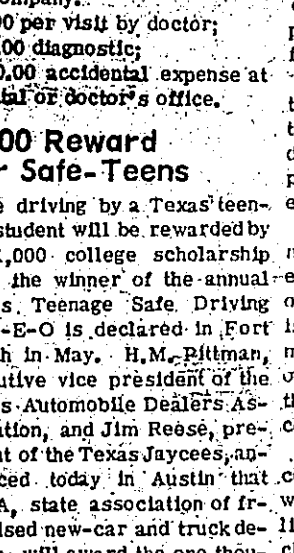 00 per visit by doctor;
.00 diagnostic;
0.00 accidental expense at
tal or doctor's office.
00 Reward
r Safe-Teens
e driving by a Texas teen-
student will be rewarded by
,000 college scholarship
the winner of the annual
s Teenage Safe Driving
-E-O is declared in Fort
h in May. H.M. Pittman,
utive vice president of the
s Automobile Dealers As-
ation, and Jim Reese, pre-
t of the Texas Jaycees, an-
ced today in Austin that
A, state association of fr-
ised new-car and truck de-
will award the one thou-